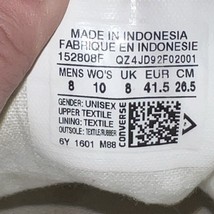 MADE IN INDONESIA
FABRIQUE EN INDONESIE
152808F QZ4JD92F02001
MENS WO'S UK EUR CM
8 10 8 41.5 26.5
GENDER: UNISEX
UPPER: TEXTILE
LINING: TEXTILE
OUTSOLE: TEXTILE,RUBBER
6Y 1601 M88
CONVERSE